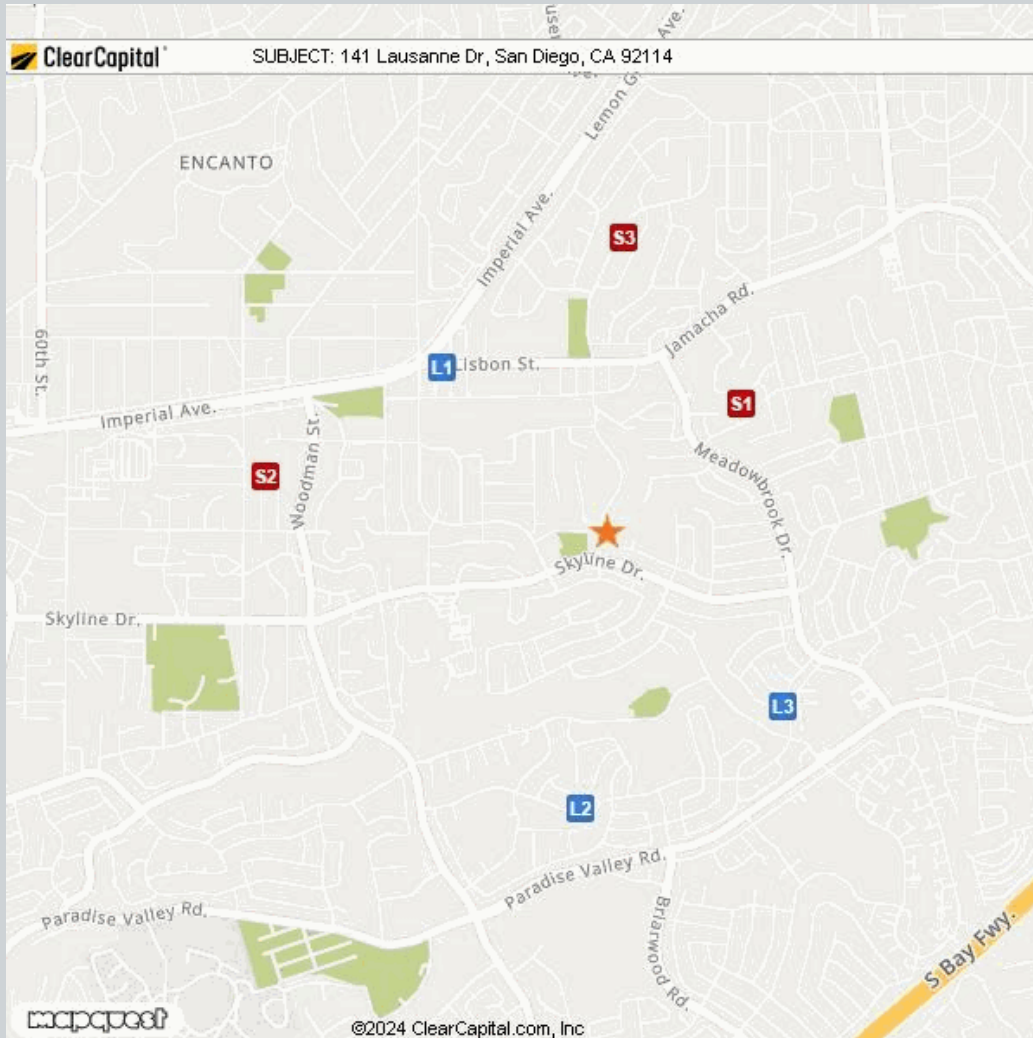 ClearCapital
SUBJECT: 141 Lausanne Dr, San Diego, CA 92114
Ave.
Lemon G
ENCANTO
S3
Imperial Ave.
Jamacha Rd.
60th St.
L1
Lisbon St.
S1
Imperial Ave.
Woodman St.
Meadowbrook Dr.
S2
Skyline Dr.
Skyline Dr.
L3
L2
Paradise Valley Rd.
Paradise Valley Rd.
Briarwood Rd.
S Bay Fwy.
mapquest
©2024 ClearCapital.com, Inc